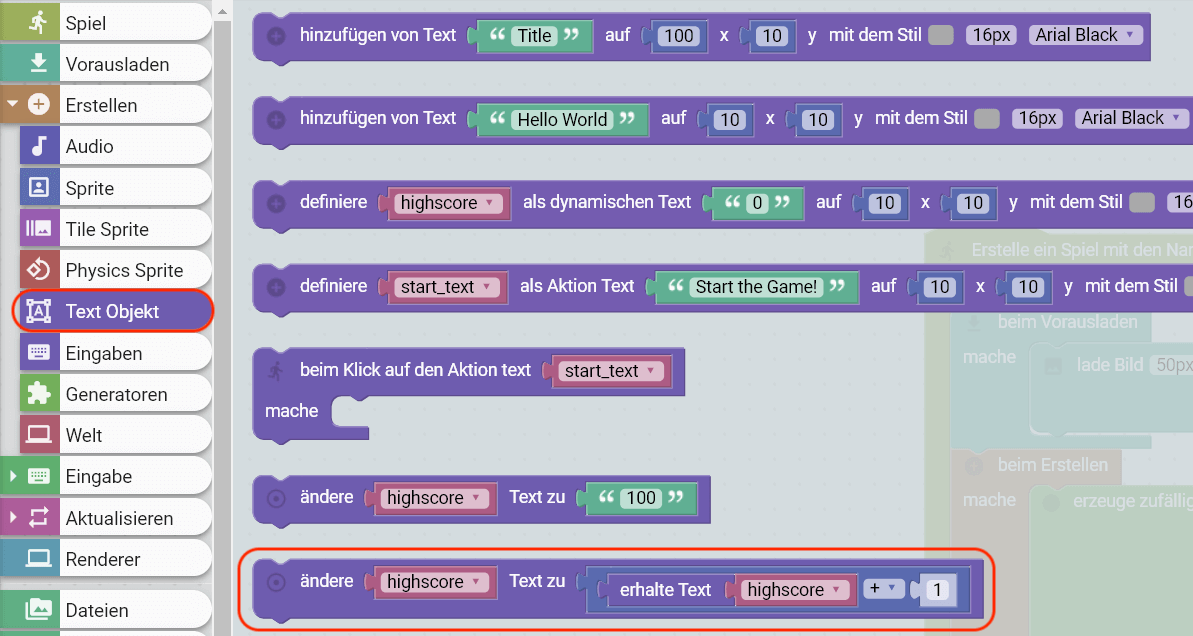 Spiel
Vorausladen
Erstellen
Audio
Sprite
Tile Sprite
Physics Sprite
Text Objekt
Eingaben
Generatoren
Welt
Eingabe
Aktualisieren
Renderer
Dateien
hinzufügen von Text “ Title ” auf 100 x 10 y mit dem Stil 16px Arial Black
hinzufügen von Text “ Hello World ” auf 10 x 10 y mit dem Stil 16px Arial Black
definiere highscore als dynamischen Text “ 0 ” auf 10 x 10 y mit dem Stil 16
definiere start_text als Aktion Text “ Start the Game! ” auf 10 x 10 y mit dem Stil
beim Klick auf den Aktion text start_text
mache
ändere highscore Text zu “ 100 ”
ändere highscore Text zu erhalte Text highscore + 1
Erstelle ein Spiel mit den Nar
beim Vorausladen
mache lade Bild 50px
beim Erstellen
mache erzeuge zufällig